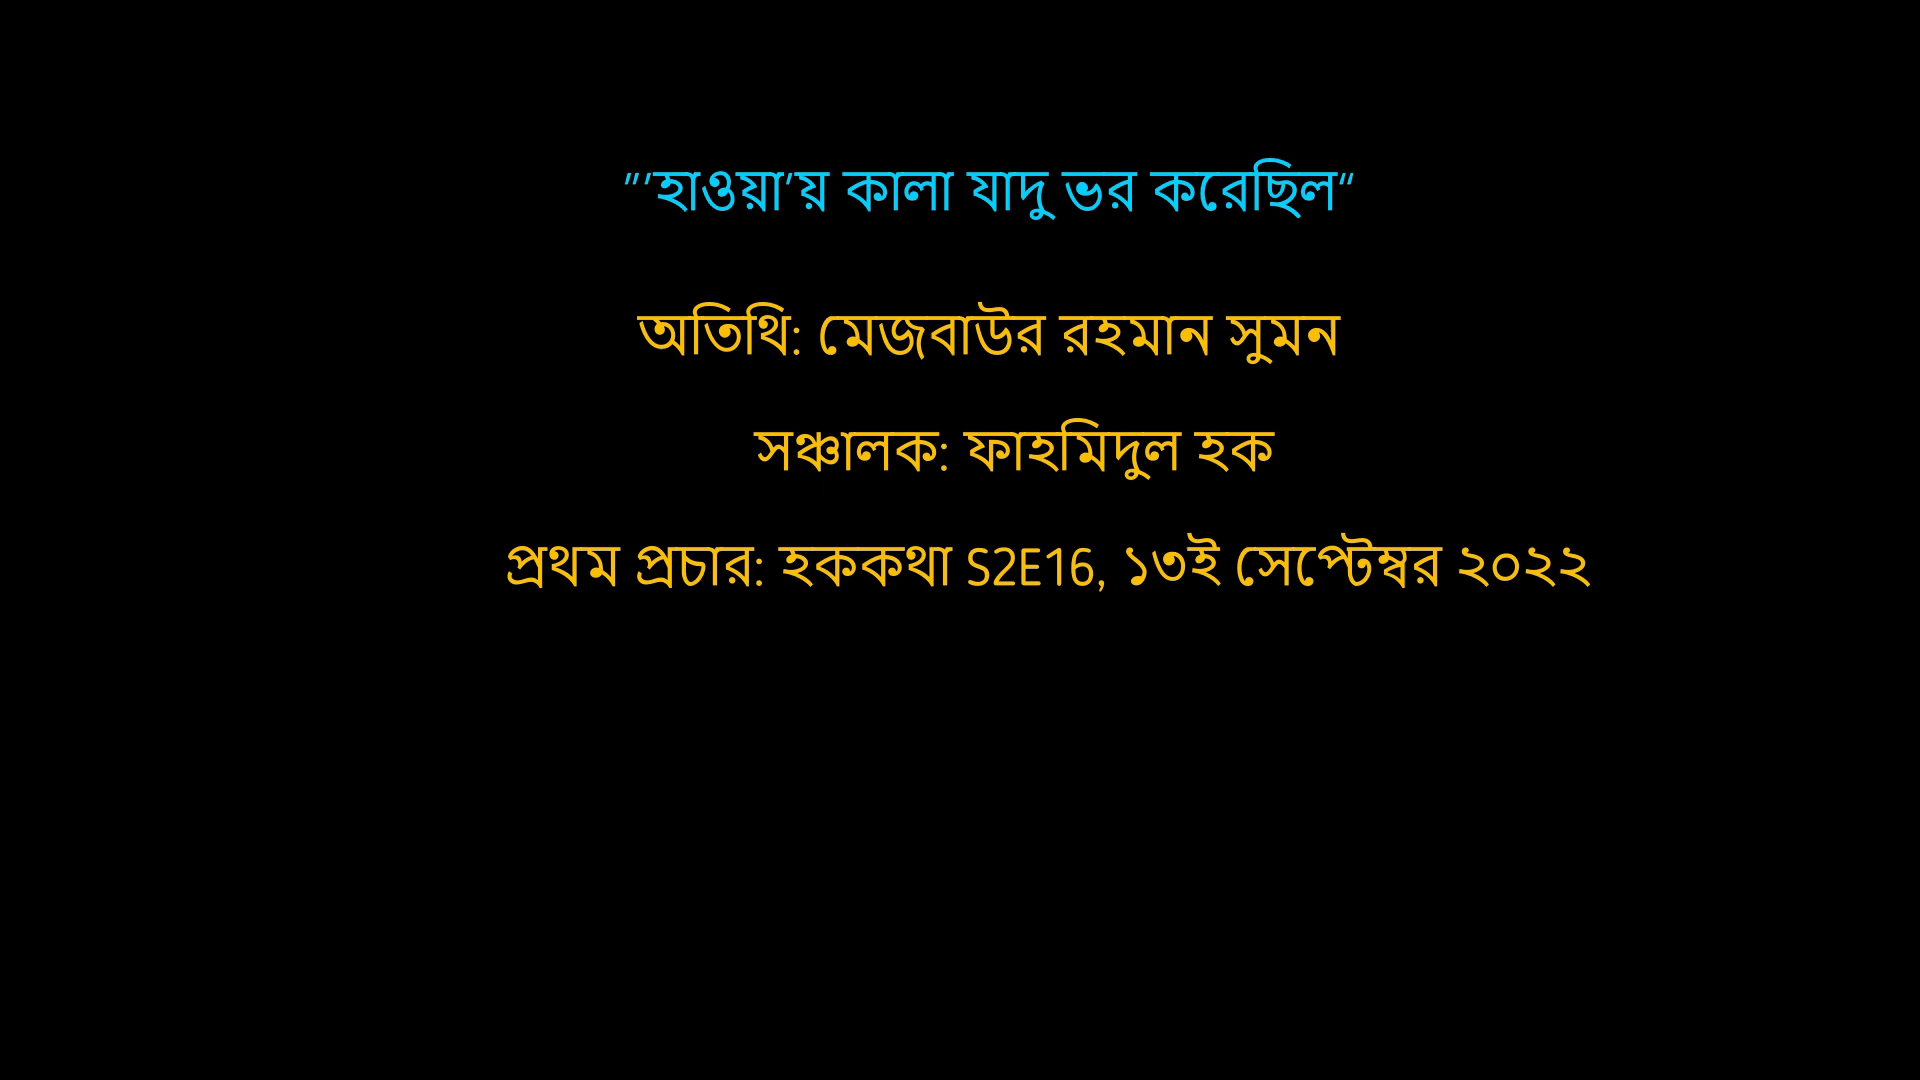 ”’হাওয়া’য় কালা যাদু ভর করেছিল“
অতিথি: মেজবাউর রহমান সুমন
সঞ্চালক: ফাহমিদুল হক
প্রথম প্রচার: হককথা S2E16, ১৩ই সেপ্টেম্বর ২০২২